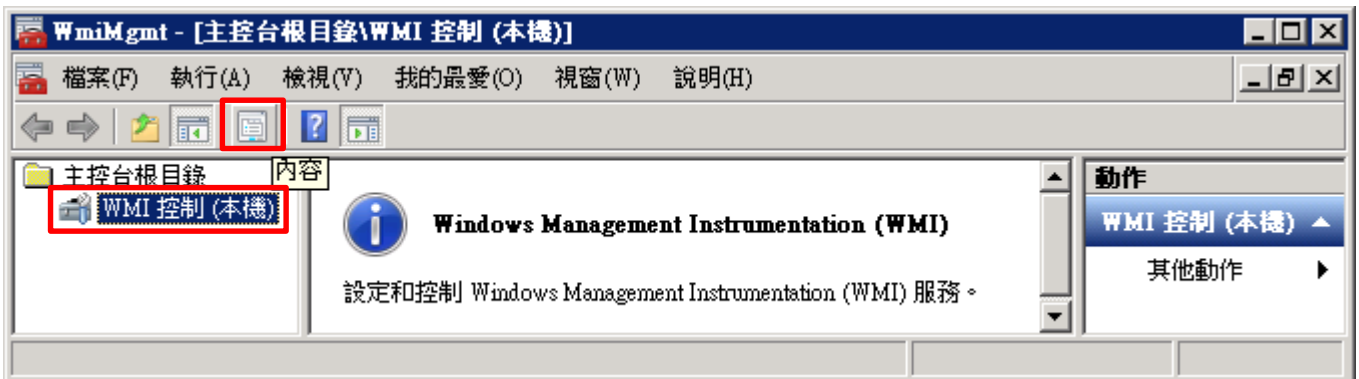 WmiMgmt - [主控台根目錄\WMI 控制 (本機)]
檔案(F) 執行(A) 檢視(V) 我的最愛(O) 視窗(W) 說明(H)
主控台根目錄
內容
WMI 控制 (本機)
Windows Management Instrumentation (WMI)
設定和控制 Windows Management Instrumentation (WMI) 服務。
動作
WMI 控制 (本機)
其他動作